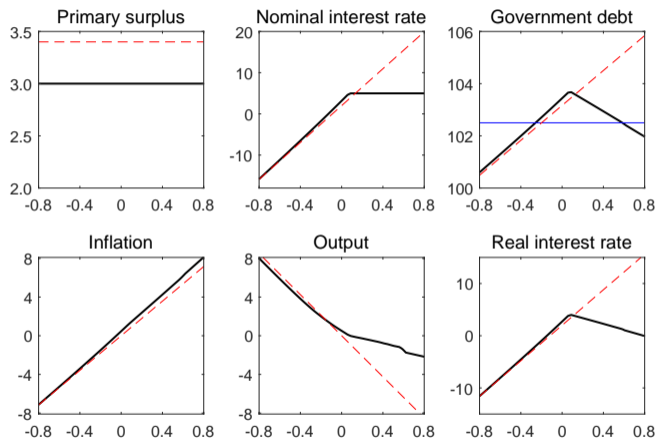 Primary surplus
3.5
3.0
2.5
2.0
-0.8 -0.4 0 0.4 0.8
Nominal interest rate
20
10
0
-10
-0.8 -0.4 0 0.4 0.8
Government debt
106
104
102
100
-0.8 -0.4 0 0.4 0.8
Inflation
8
4
0
-4
-8
-0.8 -0.4 0 0.4 0.8
Output
8
4
0
-4
-8
-0.8 -0.4 0 0.4 0.8
Real interest rate
10
0
-10
-0.8 -0.4 0 0.4 0.8